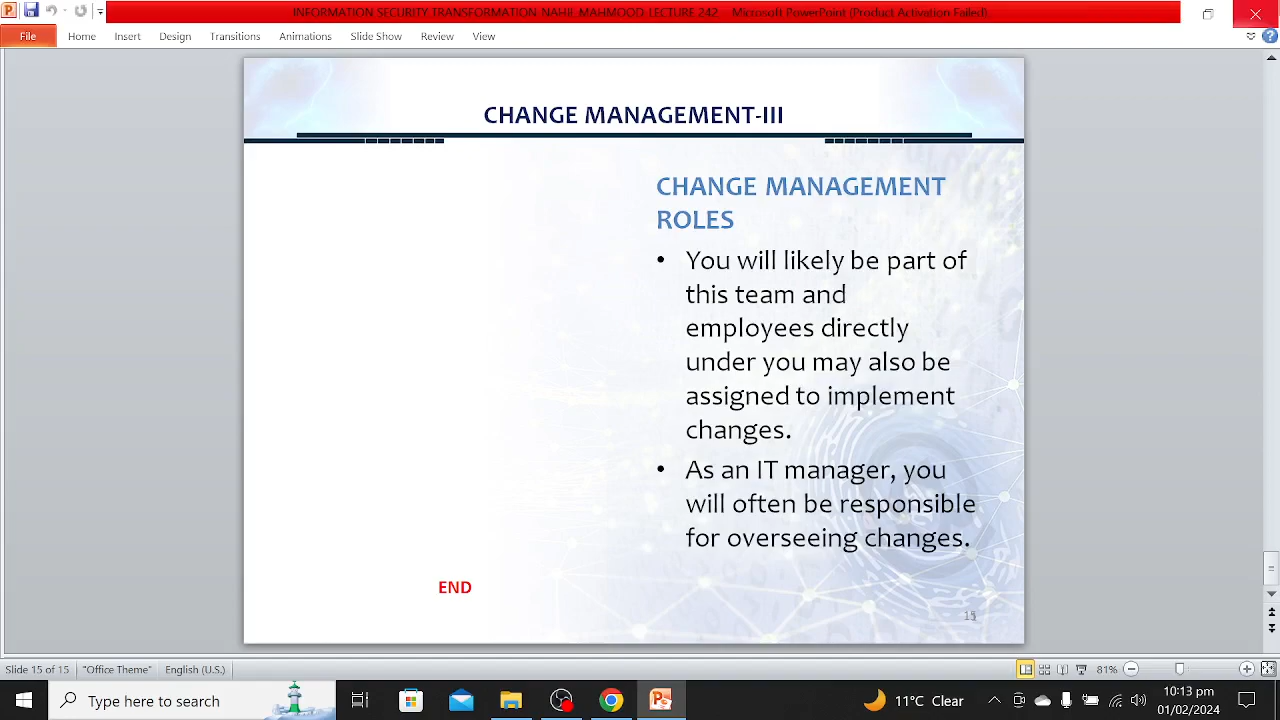 INFORMATION SECURITY TRANSFORMATION_NAHIL MAHMOOD_LECTURE 242 - Microsoft PowerPoint (Product Activation Failed)
File Home Insert Design Transitions Animations Slide Show Review View
CHANGE MANAGEMENT-III
CHANGE MANAGEMENT
ROLES
• You will likely be part of
this team and
employees directly
under you may also be
assigned to implement
changes.
• As an IT manager, you
will often be responsible
for overseeing changes.
END
15
Slide 15 of 15 "Office Theme" English (U.S.) 81%
Type here to search 11°C Clear 10:13 pm
01/02/2024